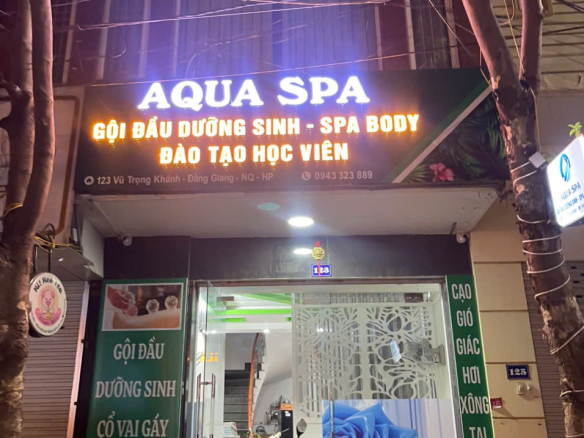 AQUA SPA
GỘI ĐẦU DƯỠNG SINH - SPA BODY
ĐÀO TẠO HỌC VIÊN
123 Vũ Trọng Khánh - Đằng Giang - NQ - HP
0943 323 889
AQUA SPA
123
GỘI ĐẦU
DƯỠNG SINH
CỔ VAI GÁY
CẠO
GIÓ
GIÁC
HƠI
XÔNG
TẠI
125